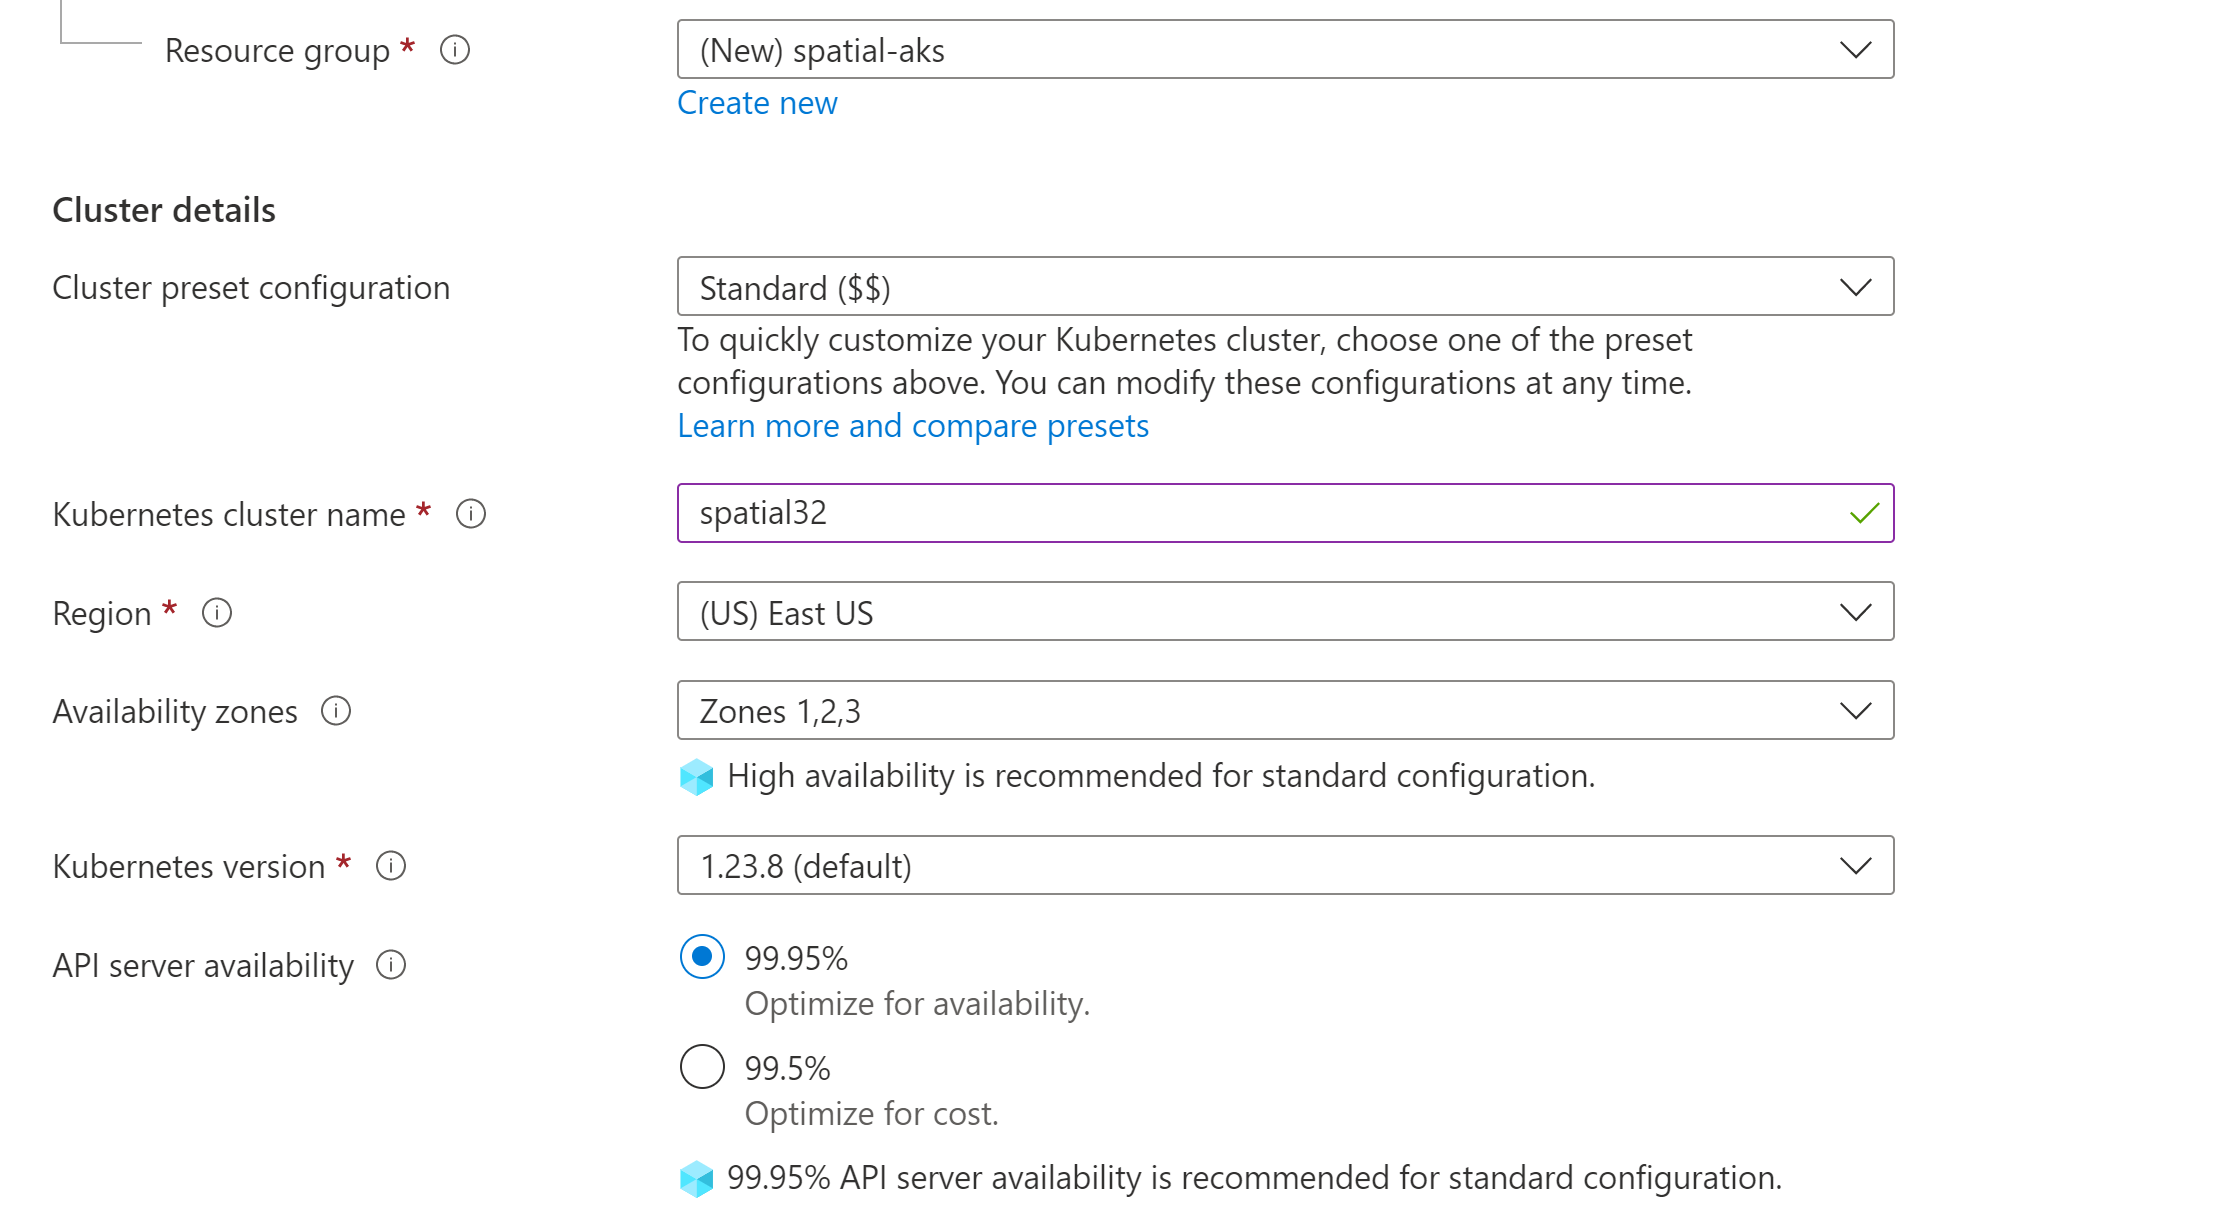 Resource group *
(New) spatial-aks
Create new
Cluster details
Cluster preset configuration
Standard ($$)
To quickly customize your Kubernetes cluster, choose one of the preset
configurations above. You can modify these configurations at any time.
Learn more and compare presets
Kubernetes cluster name *
spatial32
Region *
(US) East US
Availability zones
Zones 1,2,3
High availability is recommended for standard configuration.
Kubernetes version *
1.23.8 (default)
API server availability
99.95%
Optimize for availability.
99.5%
Optimize for cost.
99.95% API server availability is recommended for standard configuration.